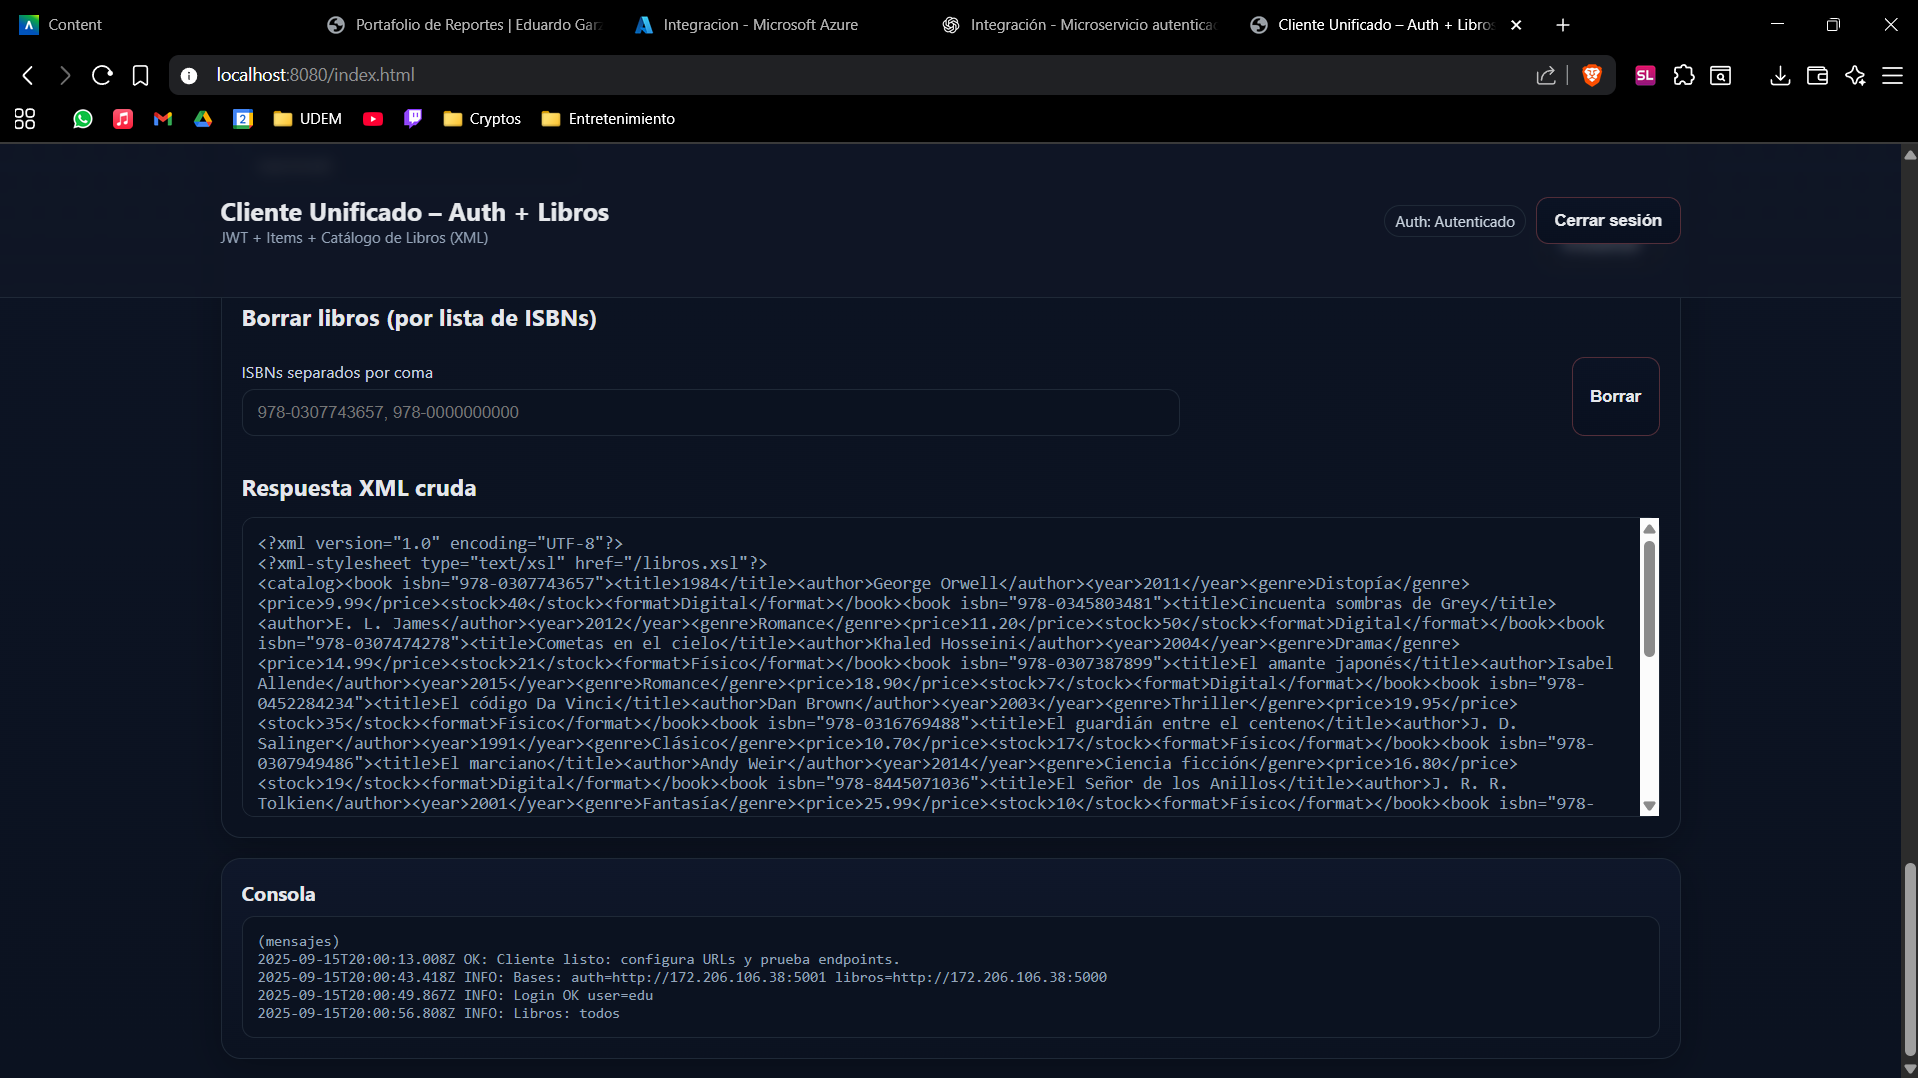 Content
Portafolio de Reportes | Eduardo Garz
Integracion - Microsoft Azure
Integración - Microservicio autenticac
Cliente Unificado – Auth + Libros
localhost:8080/index.html
SL
2
UDEM
Cryptos
Entretenimiento
Cliente Unificado – Auth + Libros
JWT + Items + Catálogo de Libros (XML)
Auth: Autenticado
Cerrar sesión
Borrar libros (por lista de ISBNs)
ISBNs separados por coma
978-0307743657, 978-0000000000
Borrar
Respuesta XML cruda
<?xml version="1.0" encoding="UTF-8"?>
<?xml-stylesheet type="text/xsl" href="/libros.xsl"?>
<catalog><book isbn="978-0307743657"><title>1984</title><author>George Orwell</author><year>2011</year><genre>Distopía</genre>
<price>9.99</price><stock>40</stock><format>Digital</format></book><book isbn="978-0345803481"><title>Cincuenta sombras de Grey</title>
<author>E. L. James</author><year>2012</year><genre>Romance</genre><price>11.20</price><stock>50</stock><format>Digital</format></book><book
isbn="978-0307474278"><title>Cometas en el cielo</title><author>Khaled Hosseini</author><year>2004</year><genre>Drama</genre>
<price>14.99</price><stock>21</stock><format>Físico</format></book><book isbn="978-0307387899"><title>El amante japonés</title><author>Isabel
Allende</author><year>2015</year><genre>Romance</genre><price>18.90</price><stock>7</stock><format>Digital</format></book><book isbn="978-
0452284234"><title>El código Da Vinci</title><author>Dan Brown</author><year>2003</year><genre>Thriller</genre><price>19.95</price>
<stock>35</stock><format>Físico</format></book><book isbn="978-0316769488"><title>El guardián entre el centeno</title><author>J. D.
Salinger</author><year>1991</year><genre>Clásico</genre><price>10.70</price><stock>17</stock><format>Físico</format></book><book isbn="978-
0307949486"><title>El marciano</title><author>Andy Weir</author><year>2014</year><genre>Ciencia ficción</genre><price>16.80</price>
<stock>19</stock><format>Digital</format></book><book isbn="978-8445071036"><title>El Señor de los Anillos</title><author>J. R. R.
Tolkien</author><year>2001</year><genre>Fantasía</genre><price>25.99</price><stock>10</stock><format>Físico</format></book><book isbn="978-
Consola
(mensajes)
2025-09-15T20:00:13.008Z OK: Cliente listo: configura URLs y prueba endpoints.
2025-09-15T20:00:43.418Z INFO: Bases: auth=http://172.206.106.38:5001 libros=http://172.206.106.38:5000
2025-09-15T20:00:49.867Z INFO: Login OK user=edu
2025-09-15T20:00:56.808Z INFO: Libros: todos